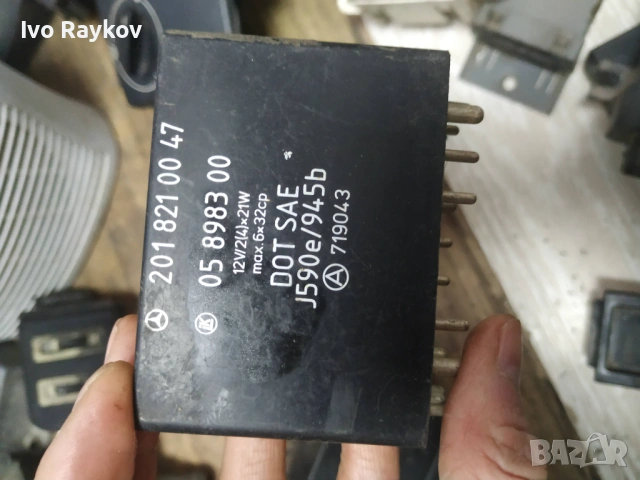 Ivo Raykov
201 821 00 47
05 8983 00
12V/2(4)×21W
max.6×32cp
DOT SAE
J590e/945b
A 719043
BAZAR